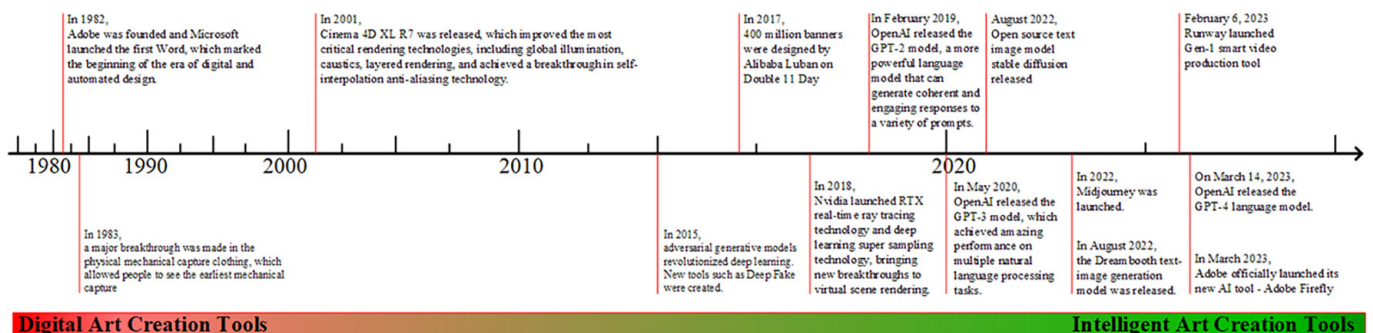 In 1982,
Adobe was founded and Microsoft
launched the first Word, which marked
the beginning of the era of digital and
automated design.
In 2001,
Cinema 4D XL R7 was released, which improved the most
critical rendering technologies, including global illumination,
caustics, layered rendering, and achieved a breakthrough in self-
interpolation anti-aliasing technology.
In 2017,
400 million banners
were designed by
Alibaba Luban on
Double 11 Day
In February 2019,
OpenAI released the
GPT-2 model, a more
powerful language
model that can
generate coherent and
engaging responses to
a variety of prompts.
August 2022,
Open source text
image model
stable diffusion
released
February 6, 2023
Runway launched
Gen-1 smart video
production tool
1980
1990
2000
2010
2020
In 1983,
a major breakthrough was made in the
physical mechanical capture clothing, which
allowed people to see the earliest mechanical
capture
In 2015,
adversarial generative models
revolutionized deep learning.
New tools such as Deep Fake
were created.
In 2018,
Nvidia launched RTX
real-time ray tracing
technology and deep
learning super sampling
technology, bringing
new breakthroughs to
virtual scene rendering.
In May 2020,
OpenAI released the
GPT-3 model, which
achieved amazing
performance on
multiple natural
language processing
tasks.
In 2022,
Midjourney was
launched.
In August 2022,
the Dreambooth text-
image generation
model was released.
On March 14, 2023,
OpenAI released the
GPT-4 language model.
In March 2023,
Adobe officially launched its
new AI tool - Adobe Firefly
Digital Art Creation Tools
Intelligent Art Creation Tools